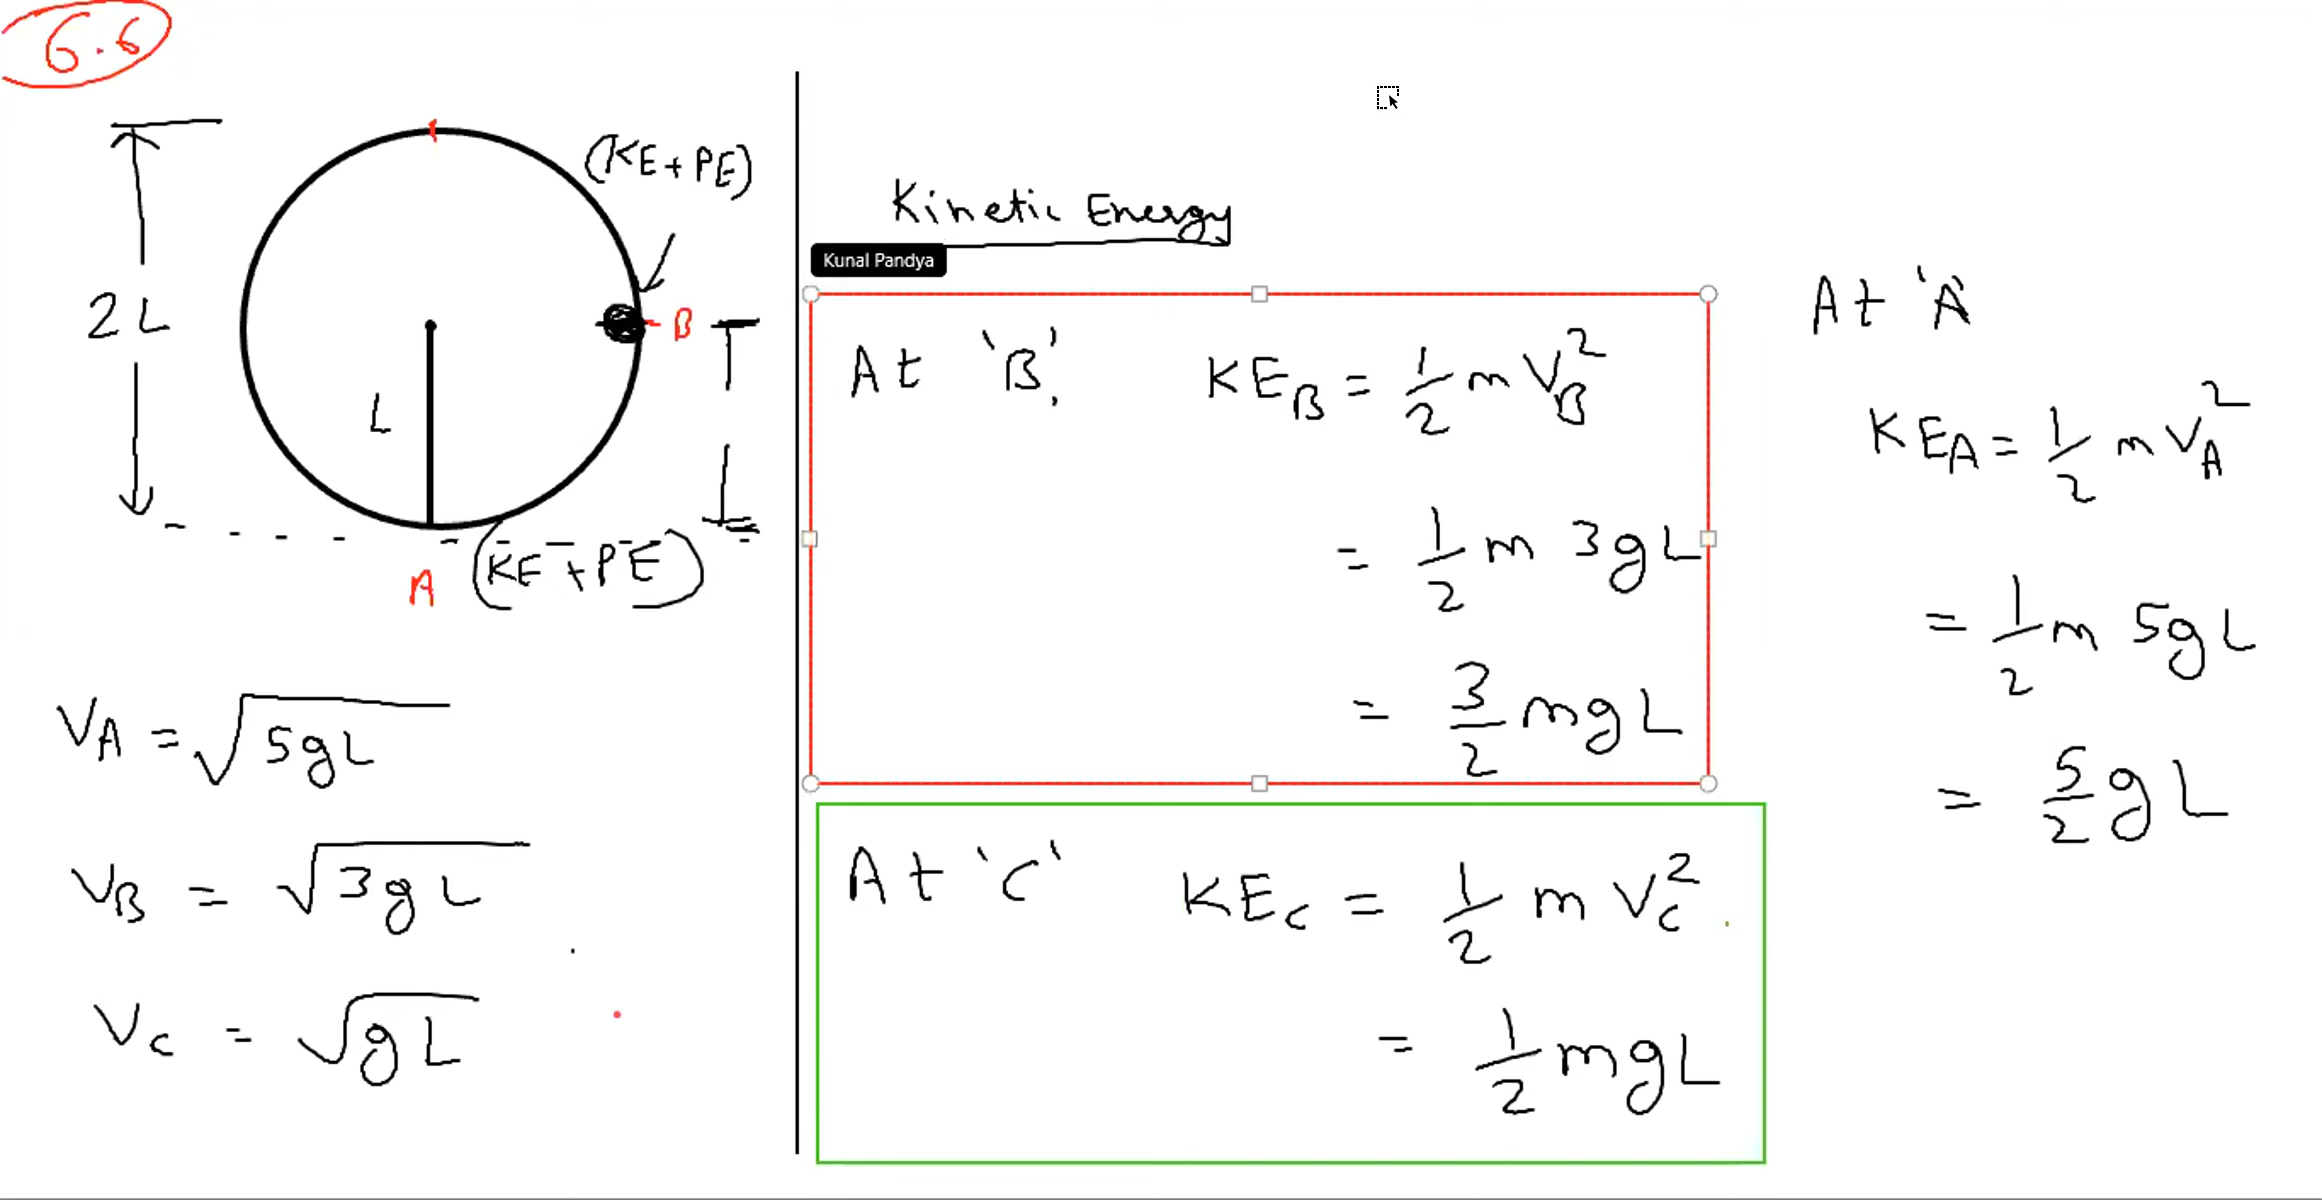 6.6
(KE+PE)
2L
L
B
L
A
(KE+PE)
VA = √5gL
VB = √3gL
Vc = √gL
Kinetic Energy
Kunal Pandya
At 'B', KEB = 1/2 m VB²
= 1/2 m 3gL
= 3/2 mgL
At 'C' KEc = 1/2 m Vc²
= 1/2 mgL
At 'A'
KEA = 1/2 m VA²
= 1/2 m 5gL
= 5/2 gL